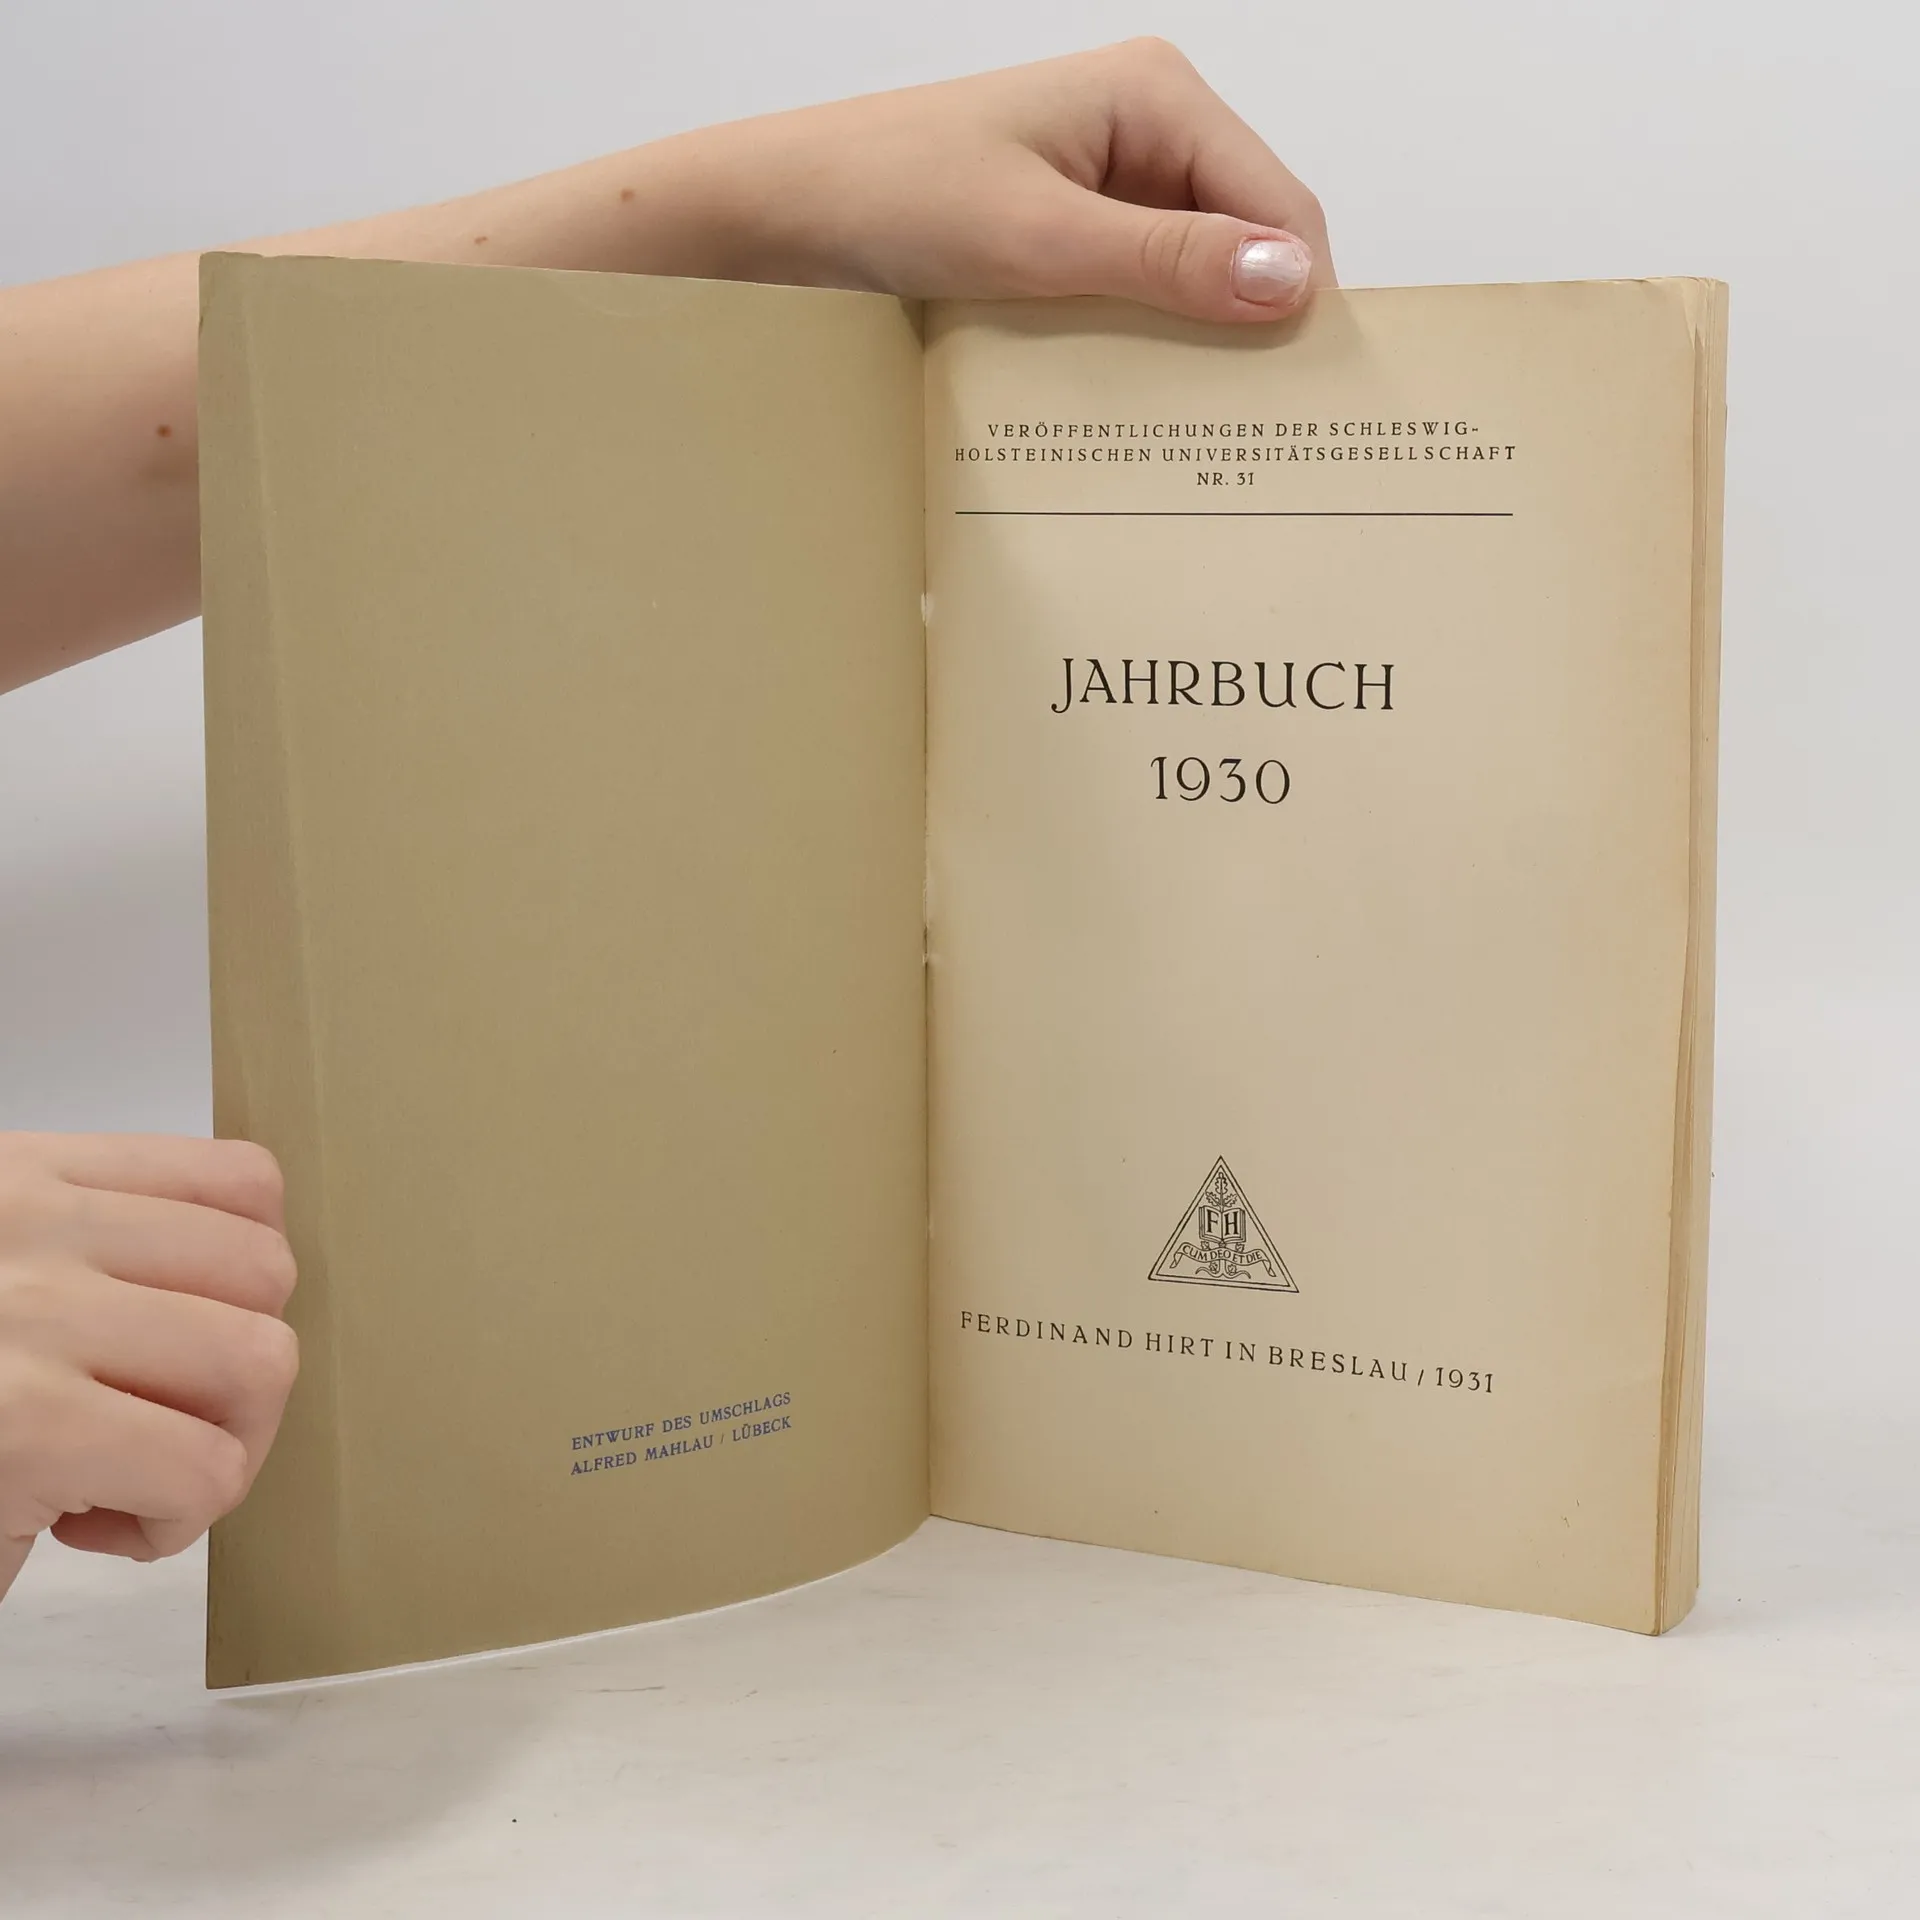 ENTWURF DES UMSCHLAGS
ALFRED MAHLAU / LÜBECK
VERÖFFENTLICHUNGEN DER SCHLESWIG-
HOLSTEINISCHEN UNIVERSITÄTSGESELLSCHAFT
NR. 31
JAHRBUCH
1930
FH
CUM DEO ET DIE
FERDINAND HIRT IN BRESLAU / 1931